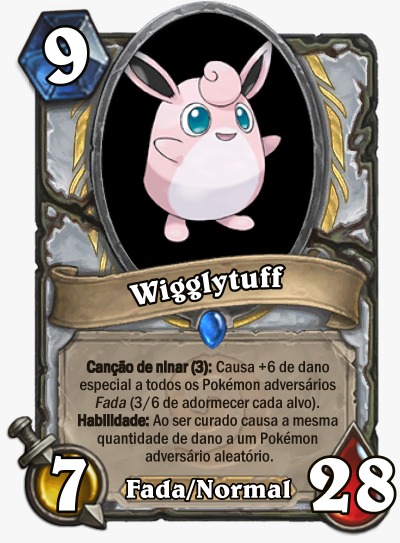 9
Wigglytuff
Canção de ninar (3): Causa +6 de dano
especial a todos os Pokémon adversários
Fada (3/6 de adormecer cada alvo).
Habilidade: Ao ser curado causa a mesma
quantidade de dano a um Pokémon
adversário aleatório.
7
Fada/Normal
28